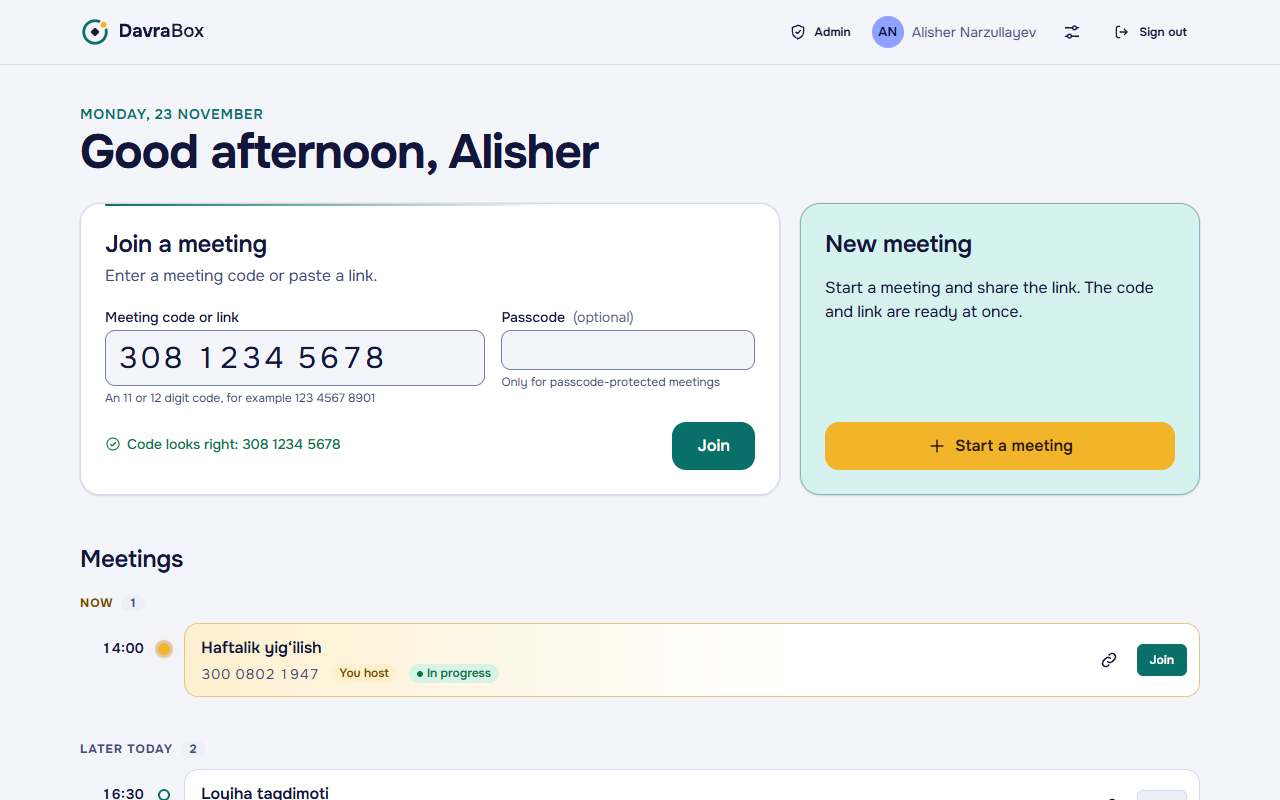 DavraBox
Admin
AN
Alisher Narzullayev
Sign out
MONDAY, 23 NOVEMBER
Good afternoon, Alisher
Join a meeting
Enter a meeting code or paste a link.
Meeting code or link
308 1234 5678
An 11 or 12 digit code, for example 123 4567 8901
Passcode (optional)
Only for passcode-protected meetings
Code looks right: 308 1234 5678
Join
New meeting
Start a meeting and share the link. The code
and link are ready at once.
Start a meeting
Meetings
NOW 1
14:00
Haftalik yig‘ilish
300 0802 1947 You host In progress
Join
LATER TODAY 2
16:30
Loyiha taqdimoti